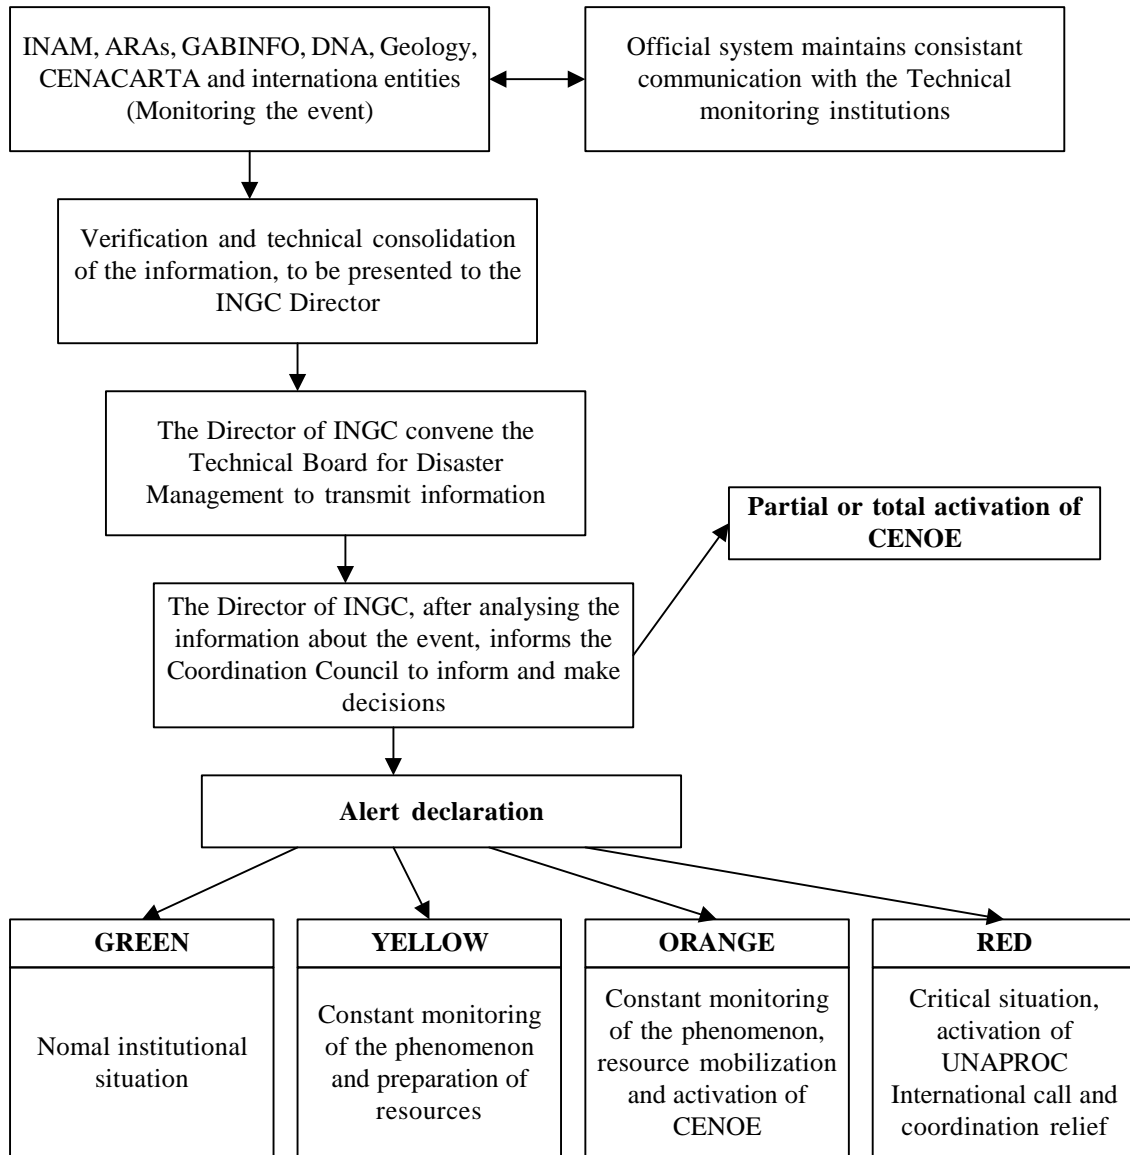 INAM, ARAs, GABINFO, DNA, Geology,
CENACARTA and internationa entities
(Monitoring the event)
Official system maintains consistant
communication with the Technical
monitoring institutions
Verification and technical consolidation
of the information, to be presented to the
INGC Director
The Director of INGC convene the
Technical Board for Disaster
Management to transmit information
Partial or total activation of
CENOE
The Director of INGC, after analysing the
information about the event, informs the
Coordination Council to inform and make
decisions
Alert declaration
GREEN
Nomal institutional
situation
YELLOW
Constant monitoring
of the phenomenon
and preparation of
resources
ORANGE
Constant monitoring
of the phenomenon,
resource mobilization
and activation of
CENOE
RED
Critical situation,
activation of
UNAPROC
International call and
coordination relief